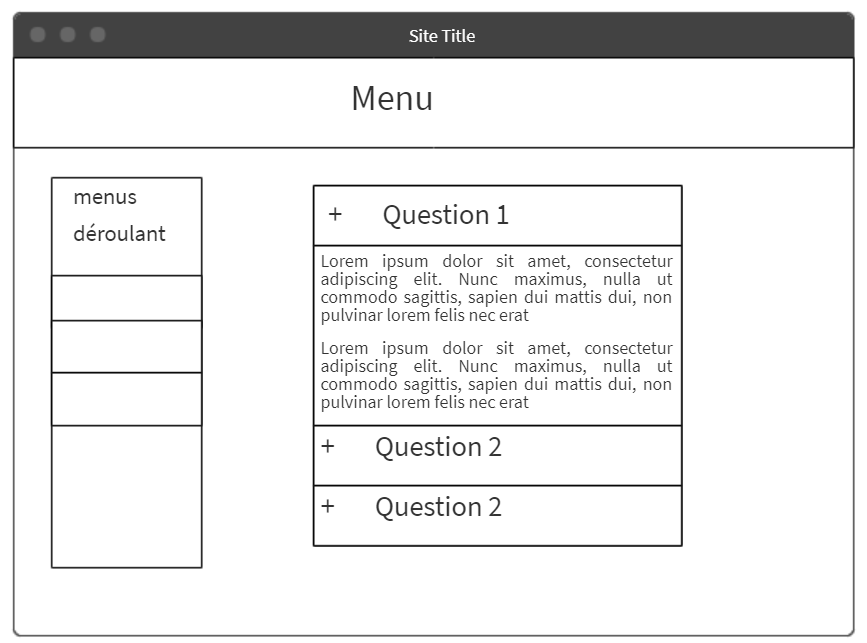 Site Title
Menu
menus
déroulant
+ Question 1
Lorem ipsum dolor sit amet, consectetur
adipiscing elit. Nunc maximus, nulla ut
commodo sagittis, sapien dui mattis dui, non
pulvinar lorem felis nec erat
Lorem ipsum dolor sit amet, consectetur
adipiscing elit. Nunc maximus, nulla ut
commodo sagittis, sapien dui mattis dui, non
pulvinar lorem felis nec erat
+ Question 2
+ Question 2